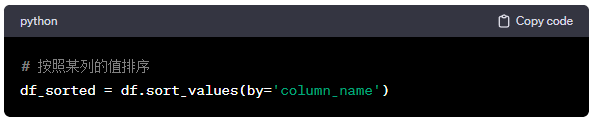 python
Copy code
# 按照某列的值排序
df_sorted = df.sort_values(by='column_name')